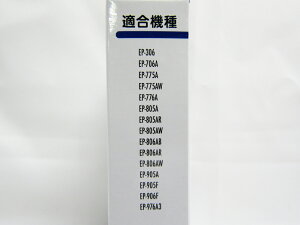 適合機種
EP-306
EP-706A
EP-775A
EP-775AW
EP-776A
EP-805A
EP-805AR
EP-805AW
EP-806AB
EP-806AR
EP-806AW
EP-905A
EP-905F
EP-906F
EP-976A3